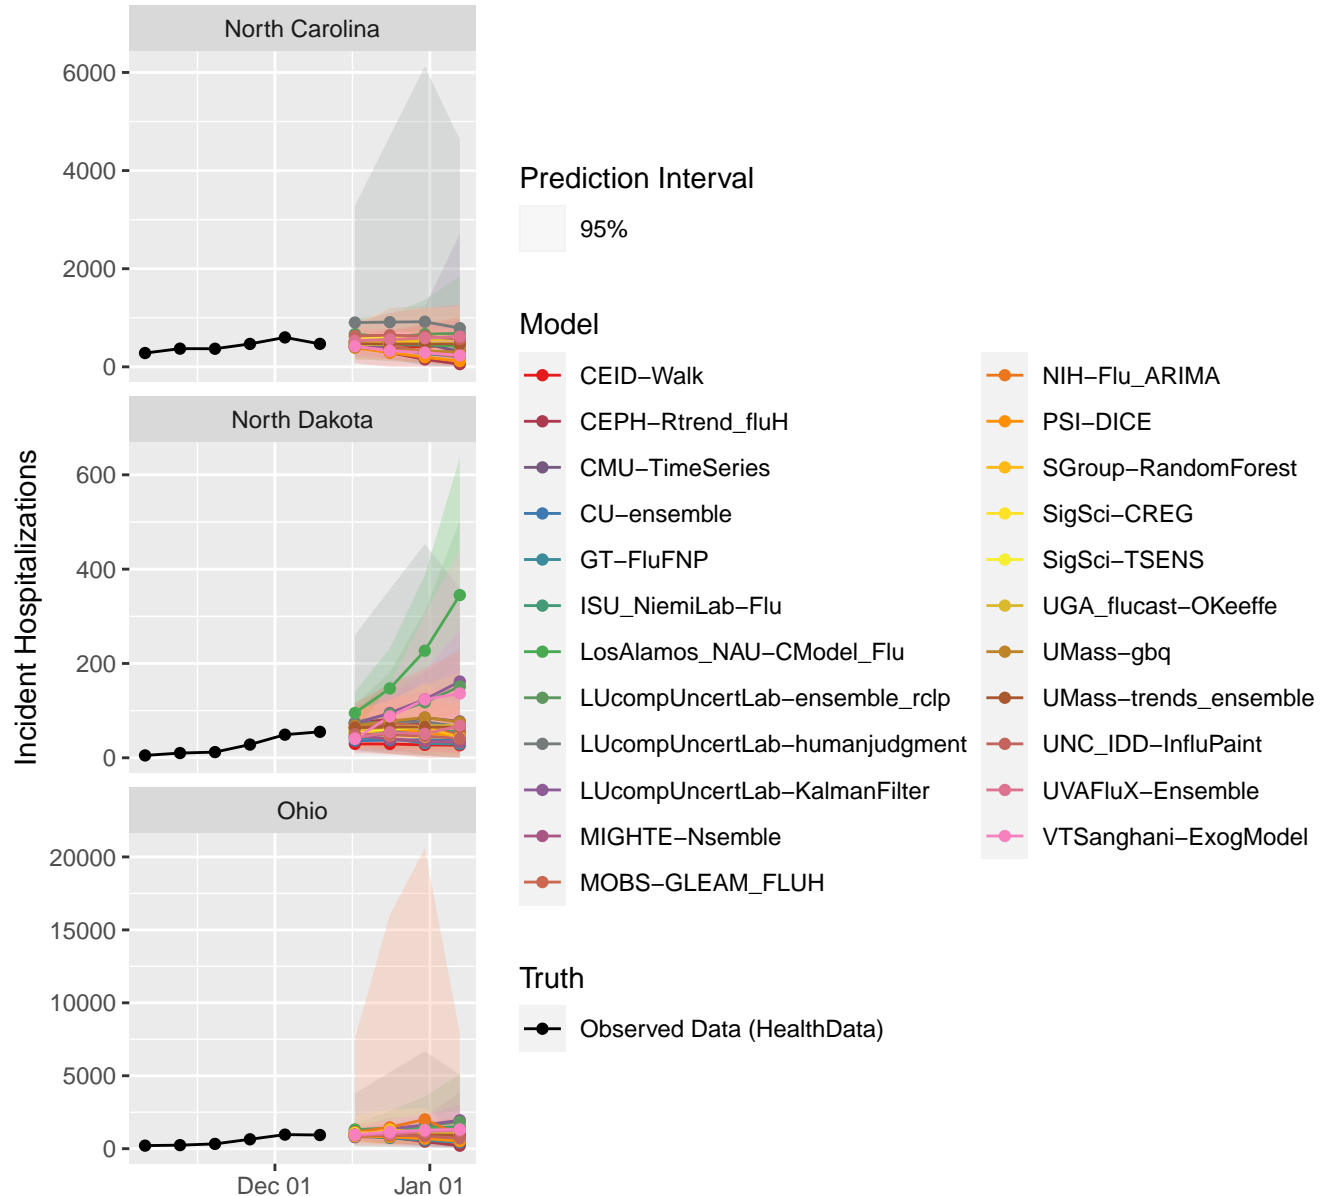 North Carolina
6000
4000
2000
0
North Dakota
600
400
200
0
Ohio
20000
15000
10000
5000
0
Dec 01
Jan 01
Incident Hospitalizations
Prediction Interval
95%
Model
CEID−Walk
CEPH−Rtrend_fluH
CMU−TimeSeries
CU−ensemble
GT−FluFNP
ISU_NiemiLab−Flu
LosAlamos_NAU−CModel_Flu
LUcompUncertLab−ensemble_rclp
LUcompUncertLab−humanjudgment
LUcompUncertLab−KalmanFilter
MIGHTE−Nsemble
MOBS−GLEAM_FLUH
NIH−Flu_ARIMA
PSI−DICE
SGroup−RandomForest
SigSci−CREG
SigSci−TSENS
UGA_flucast−OKeeffe
UMass−gbq
UMass−trends_ensemble
UNC_IDD−InfluPaint
UVAFluX−Ensemble
VTSanghani−ExogModel
Truth
Observed Data (HealthData)